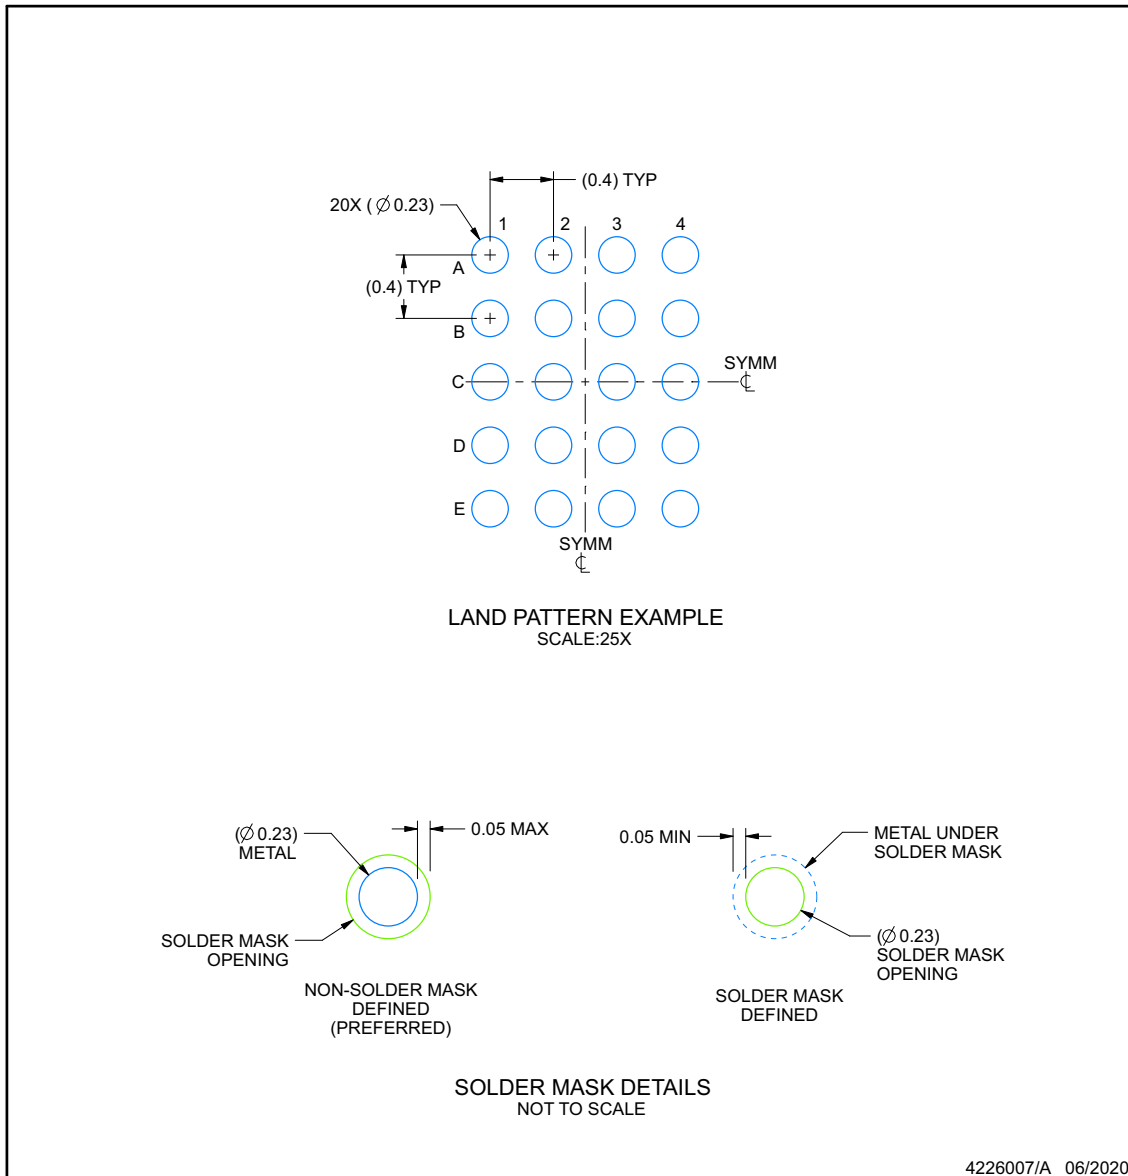 (0.4) TYP
20X (∅ 0.23)
1 2 3 4
A
(0.4) TYP
B
SYMM
C
℄
D
E
SYMM
℄
LAND PATTERN EXAMPLE
SCALE:25X
(∅ 0.23)
METAL
0.05 MAX
SOLDER MASK
OPENING
NON-SOLDER MASK
DEFINED
(PREFERRED)
0.05 MIN
METAL UNDER
SOLDER MASK
(∅ 0.23)
SOLDER MASK
OPENING
SOLDER MASK
DEFINED
SOLDER MASK DETAILS
NOT TO SCALE
4226007/A 06/2020